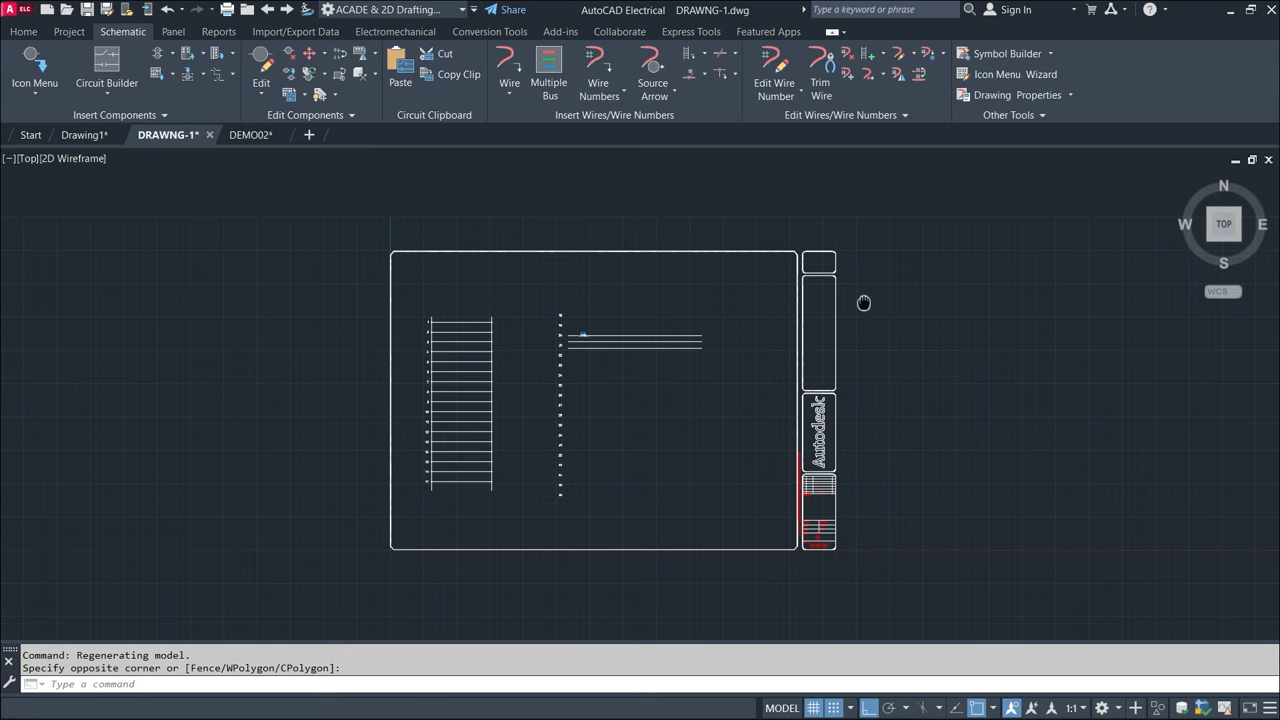 A ELC ACADE & 2D Drafting... Share AutoCAD Electrical DRAWNG-1.dwg Type a keyword or phrase Sign In
Home Project Schematic Panel Reports Import/Export Data Electromechanical Conversion Tools Add-ins Collaborate Express Tools Featured Apps
Icon Menu Circuit Builder Edit Paste Cut Copy Clip Wire Multiple Bus Wire Numbers Source Arrow Edit Wire Number Trim Wire Symbol Builder Icon Menu Wizard Drawing Properties
Insert Components Edit Components Circuit Clipboard Insert Wires/Wire Numbers Edit Wires/Wire Numbers Other Tools
Start Drawing1* DRAWNG-1* DEMO02*
[−][Top][2D Wireframe]
N
W TOP E
S
WCS
Autodesk
Command: Regenerating model.
Specify opposite corner or [Fence/WPolygon/CPolygon]:
Type a command
MODEL 1:1